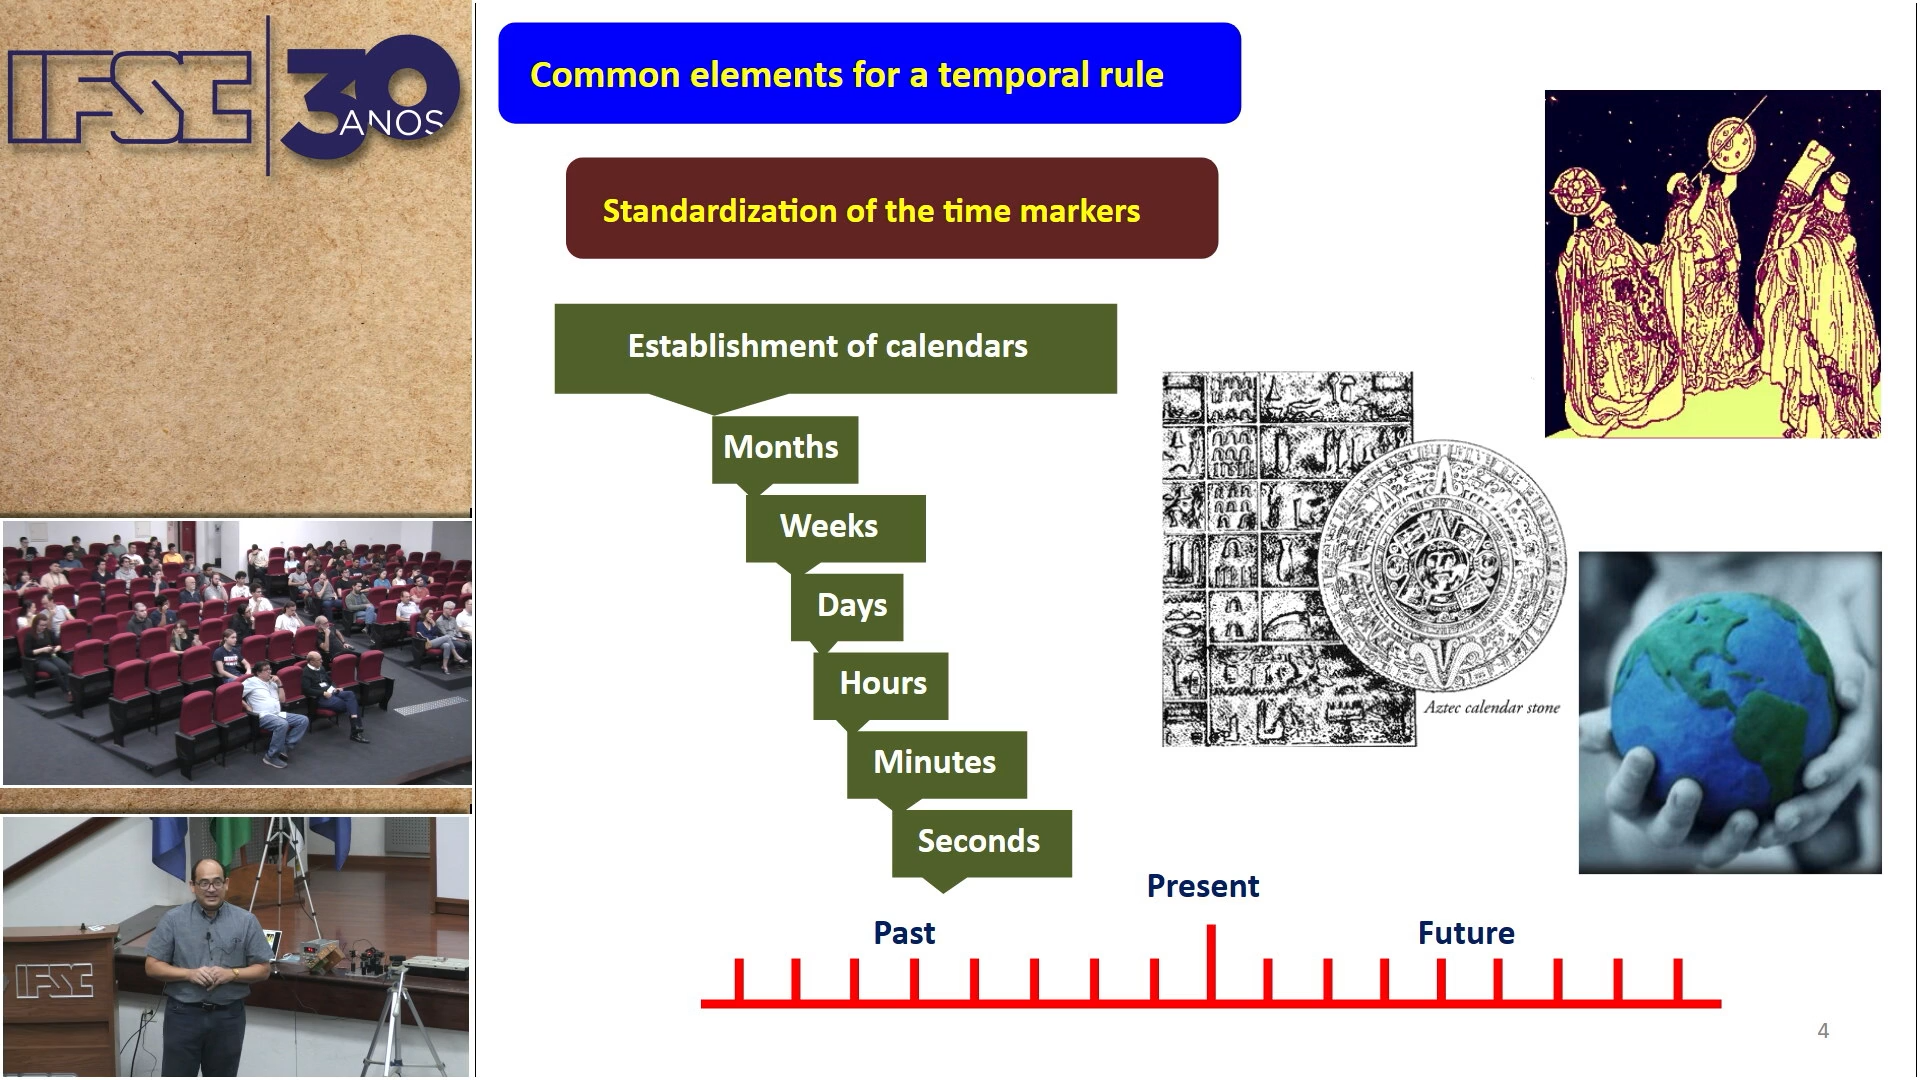 IFSC
30
ANOS
Common elements for a temporal rule
Standardization of the time markers
Establishment of calendars
Months
Weeks
Days
Hours
Minutes
Seconds
Aztec calendar stone
Past
Present
Future
IFSC
4